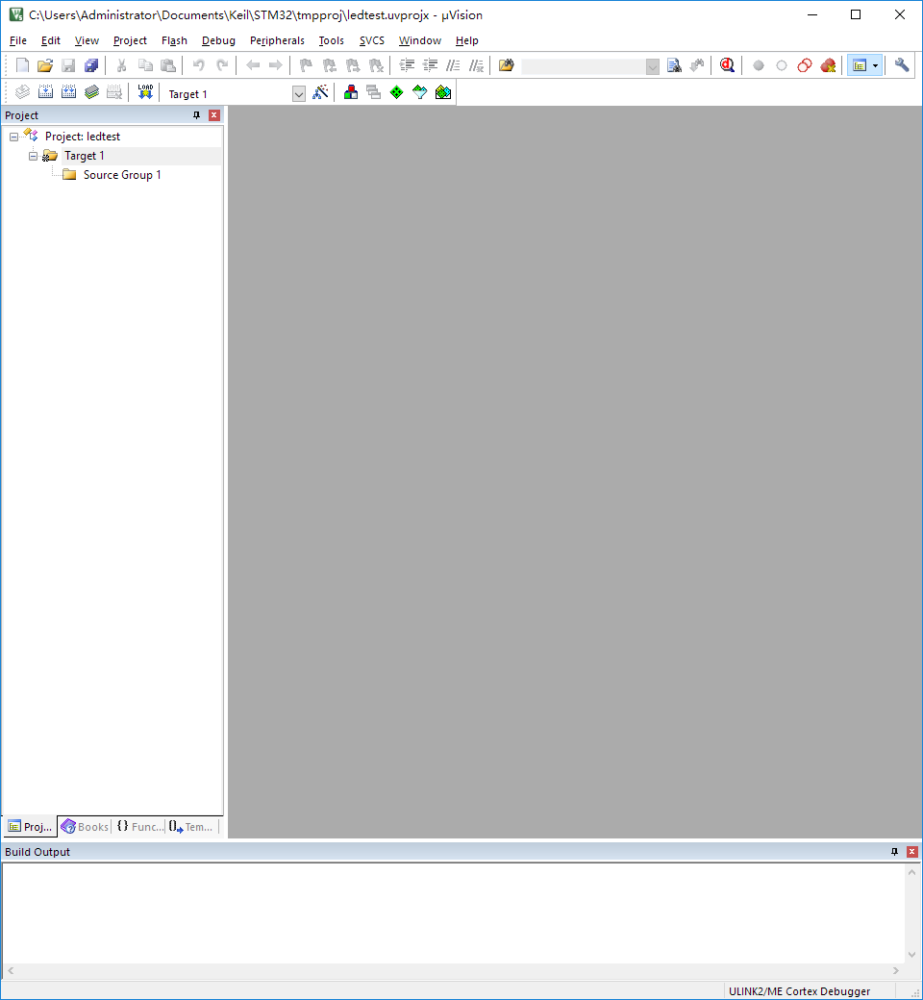 C:\Users\Administrator\Documents\Keil\STM32\tmpproj\ledtest.uvprojx - µVision
File Edit View Project Flash Debug Peripherals Tools SVCS Window Help
LOAD Target 1
Project
Project: ledtest
Target 1
Source Group 1
Proj... Books {} Func... Tem...
Build Output
ULINK2/ME Cortex Debugger